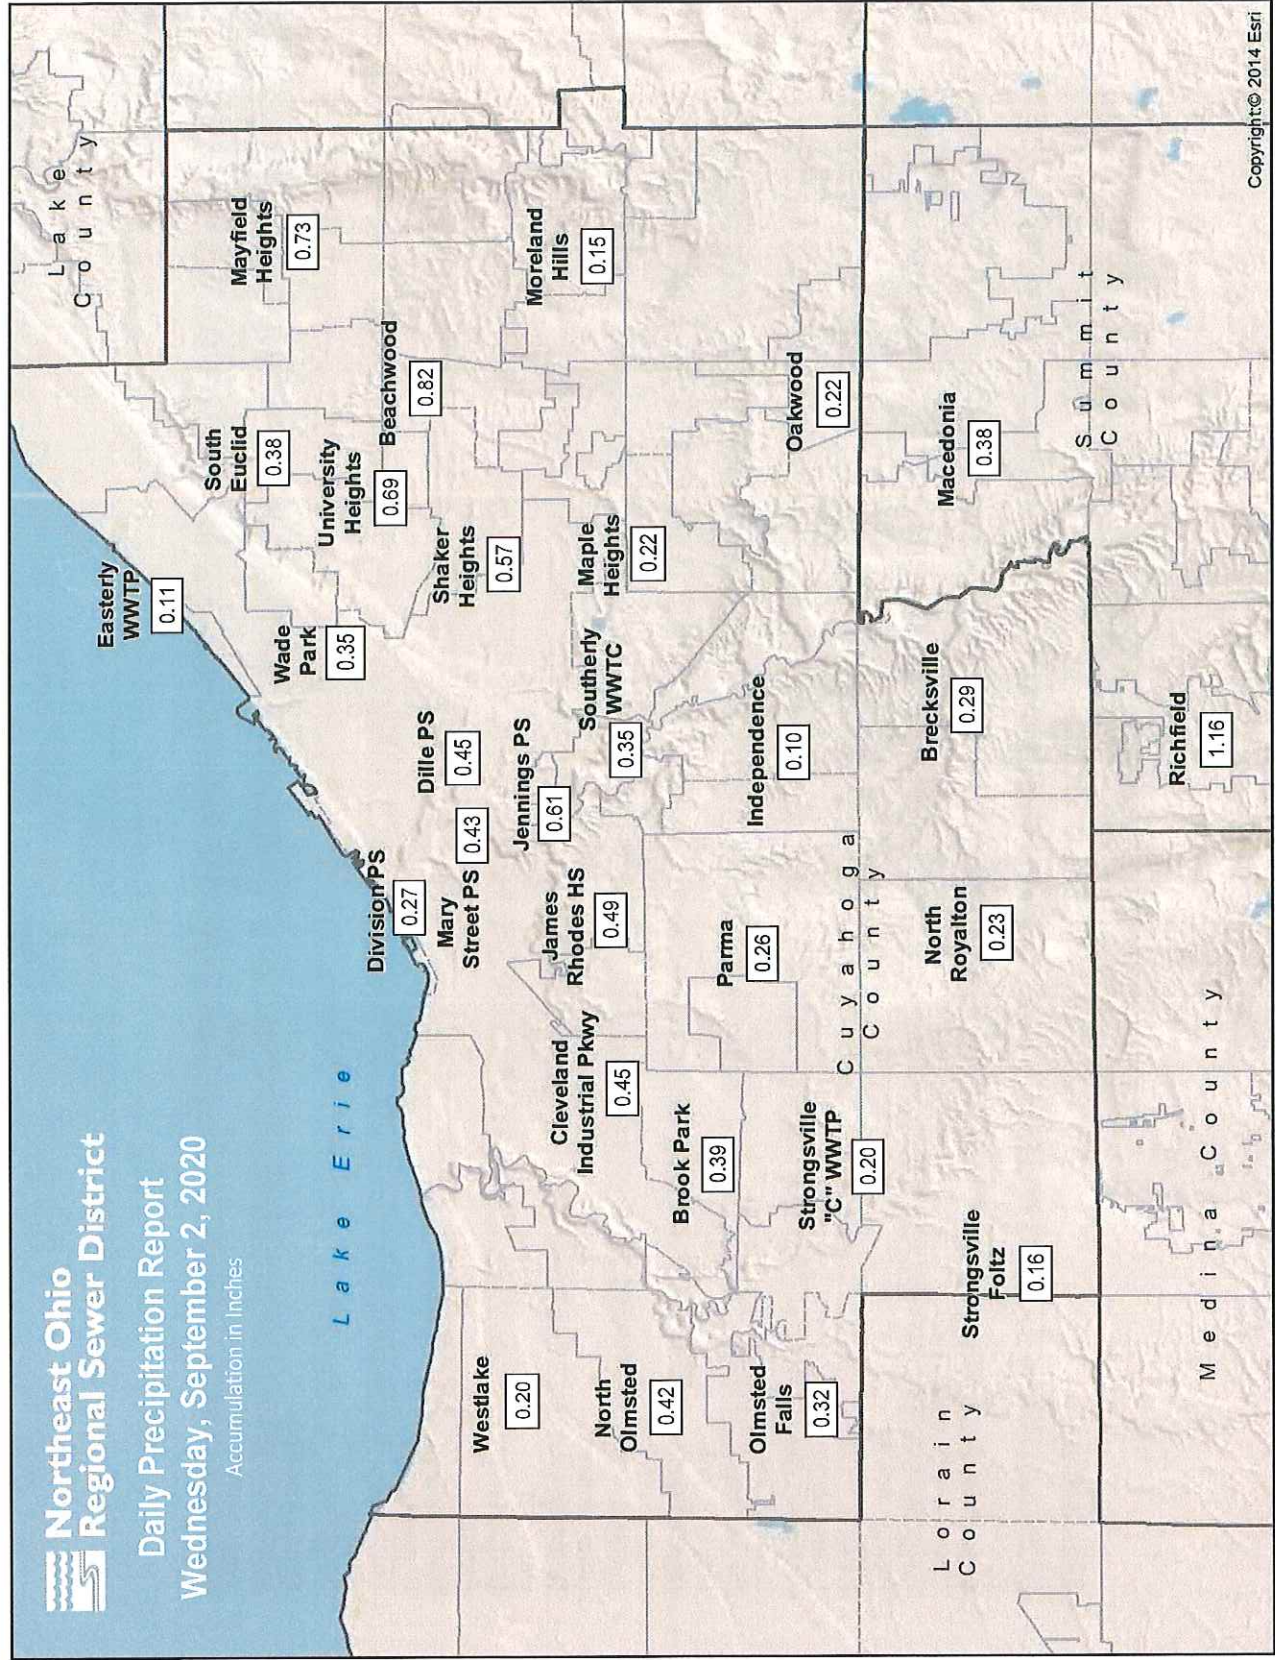 Northeast Ohio
Regional Sewer District
Daily Precipitation Report
Wednesday, September 2, 2020
Accumulation in Inches
Lake Erie
Lake
County
Easterly
WWTP
0.11
South
Euclid
0.38
Mayfield
Heights
0.73
Wade
Park
0.35
University
Heights
0.69
Beachwood
0.82
Division PS
0.27
Dille PS
0.45
Shaker
Heights
0.57
Mary
Street PS
0.43
Jennings PS
0.61
Moreland
Hills
0.15
Westlake
0.20
Cleveland
Industrial Pkwy
0.45
James
Rhodes HS
0.49
Southerly
WWTC
0.35
Maple
Heights
0.22
North
Olmsted
0.42
Brook Park
0.39
Parma
0.26
Independence
0.10
Oakwood
0.22
Olmsted
Falls
0.32
Strongsville
"C" WWTP
0.20
Cuyahoga
County
Lorain
County
Strongsville
Foltz
0.16
North
Royalton
0.23
Brecksville
0.29
Macedonia
0.38
Summit
County
Medina County
Richfield
1.16
Copyright:© 2014 Esri